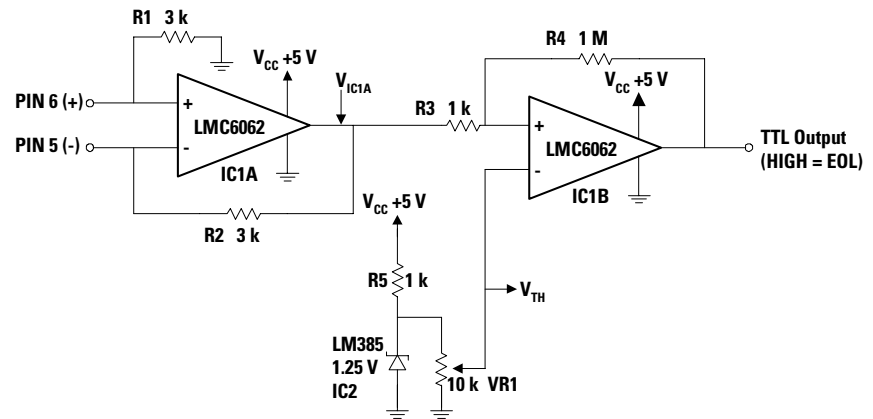 R1 3 k
V_CC +5 V
V_IC1A
PIN 6 (+)
+
LMC6062
PIN 5 (-)
-
IC1A
R2 3 k
R3 1 k
R4 1 M
V_CC +5 V
+
LMC6062
-
IC1B
TTL Output
(HIGH = EOL)
V_CC +5 V
R5 1 k
V_TH
LM385
1.25 V
IC2
10 k VR1